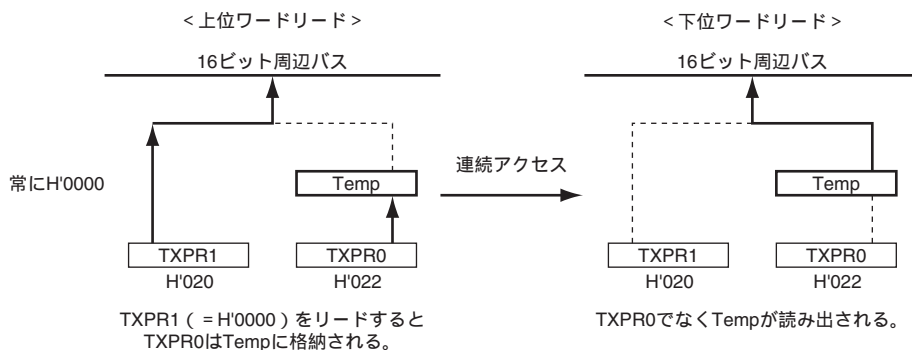 <上位ワードリード>
16ビット周辺バス
常にH'0000
Temp
TXPR1
TXPR0
H'020
H'022
TXPR1（=H'0000）をリードすると
TXPR0はTempに格納される。
連続アクセス
<下位ワードリード>
16ビット周辺バス
Temp
TXPR1
TXPR0
H'020
H'022
TXPR0でなくTempが読み出される。